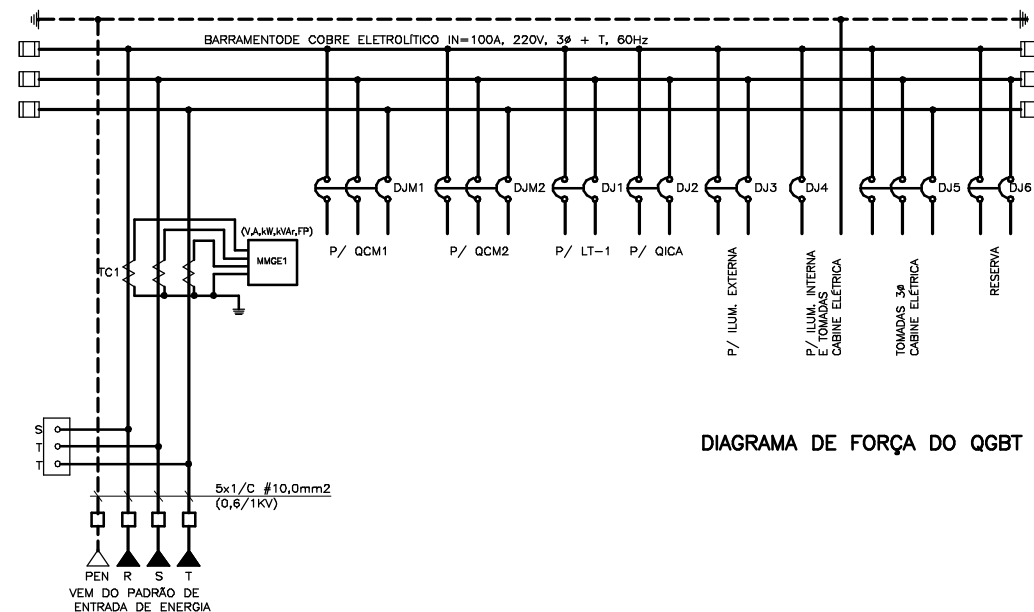 BARRAMENTODE COBRE ELETROLÍTICO IN=100A, 220V, 3ø + T, 60Hz
DJM1
DJM2
DJ1
DJ2
DJ3
DJ4
DJ5
DJ6
(V,A,kW,kVAr,FP)
MMGE1
TC1
P/ QCM1
P/ QCM2
P/ LT-1
P/ QICA
P/ ILUM. EXTERNA
P/ ILUM. INTERNA
E TOMADAS
CABINE ELÉTRICA
TOMADAS 3ø
CABINE ELÉTRICA
RESERVA
S
T
T
DIAGRAMA DE FORÇA DO QGBT
5x1/C #10,0mm2
(0,6/1KV)
PEN R S T
VEM DO PADRÃO DE
ENTRADA DE ENERGIA